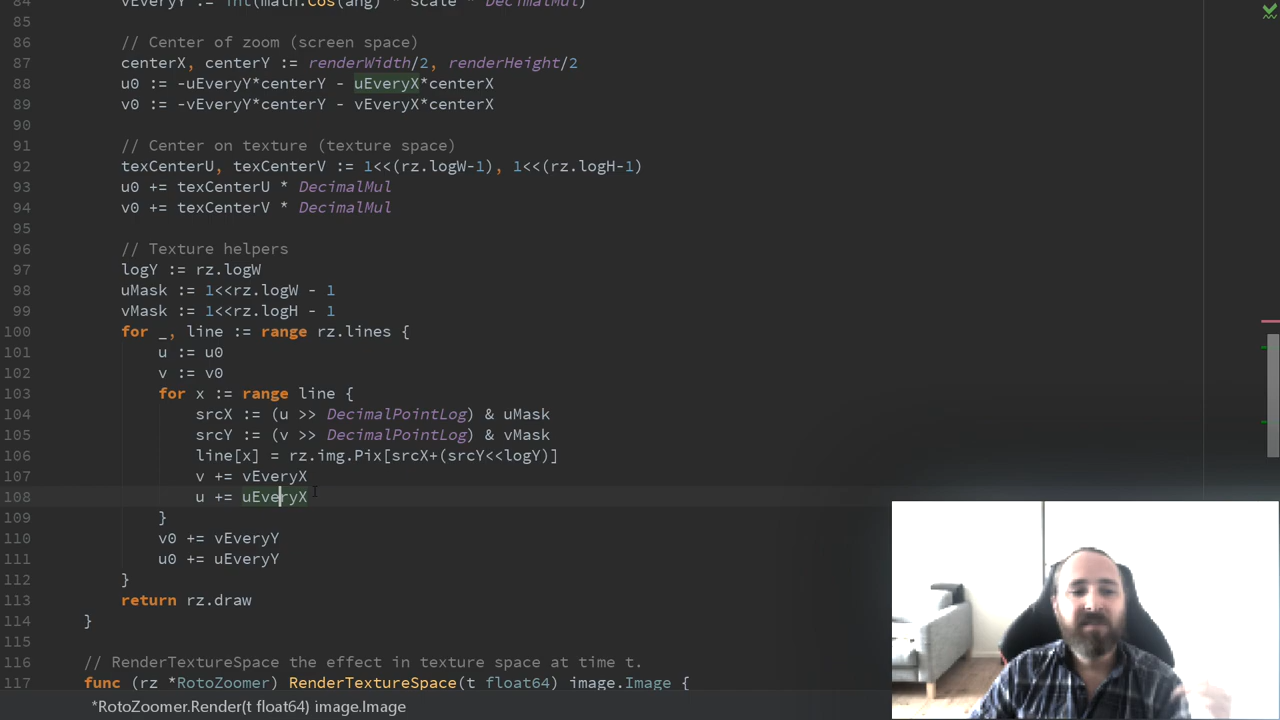 84 vEveryY := int(math.Cos(ang) * scale * DecimalMul)
85
86 // Center of zoom (screen space)
87 centerX, centerY := renderWidth/2, renderHeight/2
88 u0 := -uEveryY*centerY - uEveryX*centerX
89 v0 := -vEveryY*centerY - vEveryX*centerX
90
91 // Center on texture (texture space)
92 texCenterU, texCenterV := 1<<(rz.logW-1), 1<<(rz.logH-1)
93 u0 += texCenterU * DecimalMul
94 v0 += texCenterV * DecimalMul
95
96 // Texture helpers
97 logY := rz.logW
98 uMask := 1<<rz.logW - 1
99 vMask := 1<<rz.logH - 1
100 for _, line := range rz.lines {
101 u := u0
102 v := v0
103 for x := range line {
104 srcX := (u >> DecimalPointLog) & uMask
105 srcY := (v >> DecimalPointLog) & vMask
106 line[x] = rz.img.Pix[srcX+(srcY<<logY)]
107 v += vEveryX
108 u += uEveryX
109 }
110 v0 += vEveryY
111 u0 += uEveryY
112 }
113 return rz.draw
114 }
115
116 // RenderTextureSpace the effect in texture space at time t.
117 func (rz *RotoZoomer) RenderTextureSpace(t float64) image.Image {
*RotoZoomer.Render(t float64) image.Image